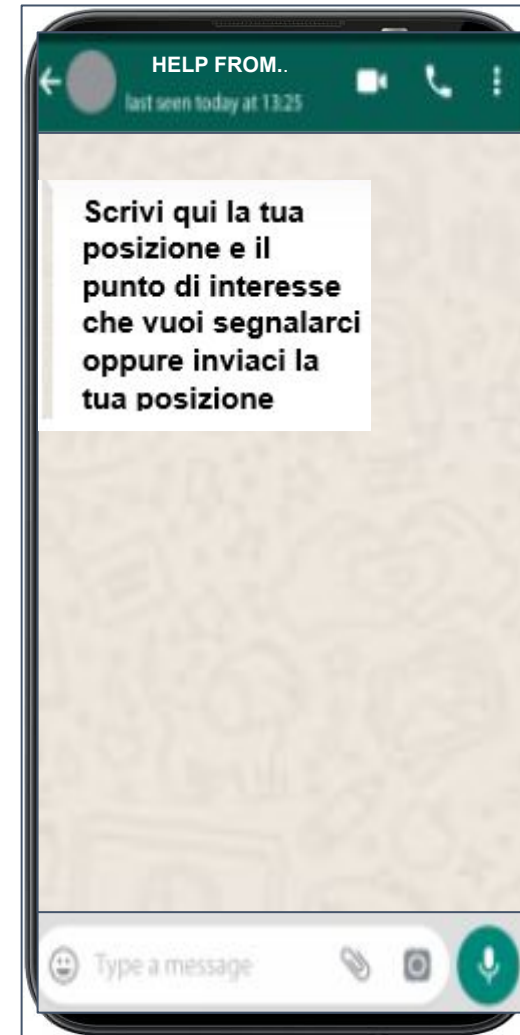 HELP FROM..
last seen today at 13:25
Scrivi qui la tua
posizione e il
punto di interesse
che vuoi segnalarci
oppure inviaci la
tua posizione
Type a message